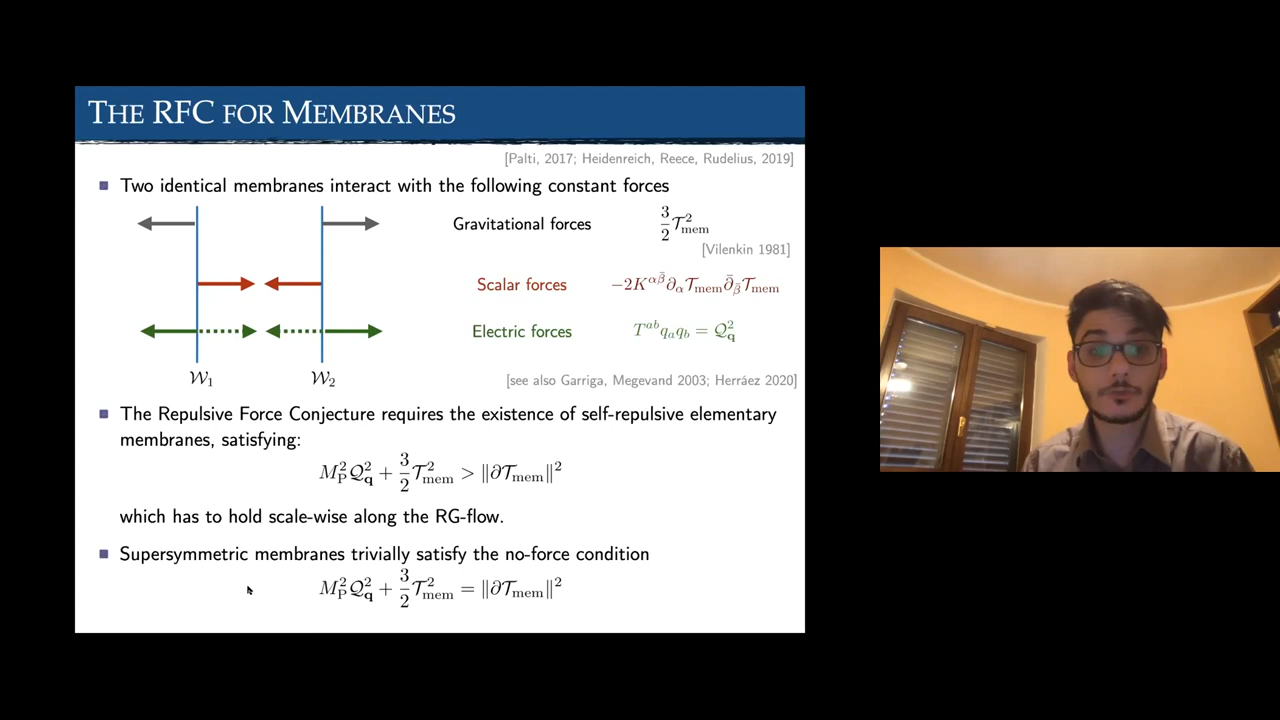 THE RFC FOR MEMBRANES
[Palti, 2017; Heidenreich, Reece, Rudelius, 2019]
Two identical membranes interact with the following constant forces
Gravitational forces 3/2 𝒯²_mem
[Vilenkin 1981]
Scalar forces −2K^{αβ̄}∂_α𝒯_mem ∂̄_β̄𝒯_mem
Electric forces T^{ab}q_a q_b = 𝒬²_𝐪
𝒲₁ 𝒲₂ [see also Garriga, Megevand 2003; Herráez 2020]
The Repulsive Force Conjecture requires the existence of self-repulsive elementary
membranes, satisfying:
M²_P 𝒬²_𝐪 + 3/2 𝒯²_mem > ‖∂𝒯_mem‖²
which has to hold scale-wise along the RG-flow.
Supersymmetric membranes trivially satisfy the no-force condition
M²_P 𝒬²_𝐪 + 3/2 𝒯²_mem = ‖∂𝒯_mem‖²